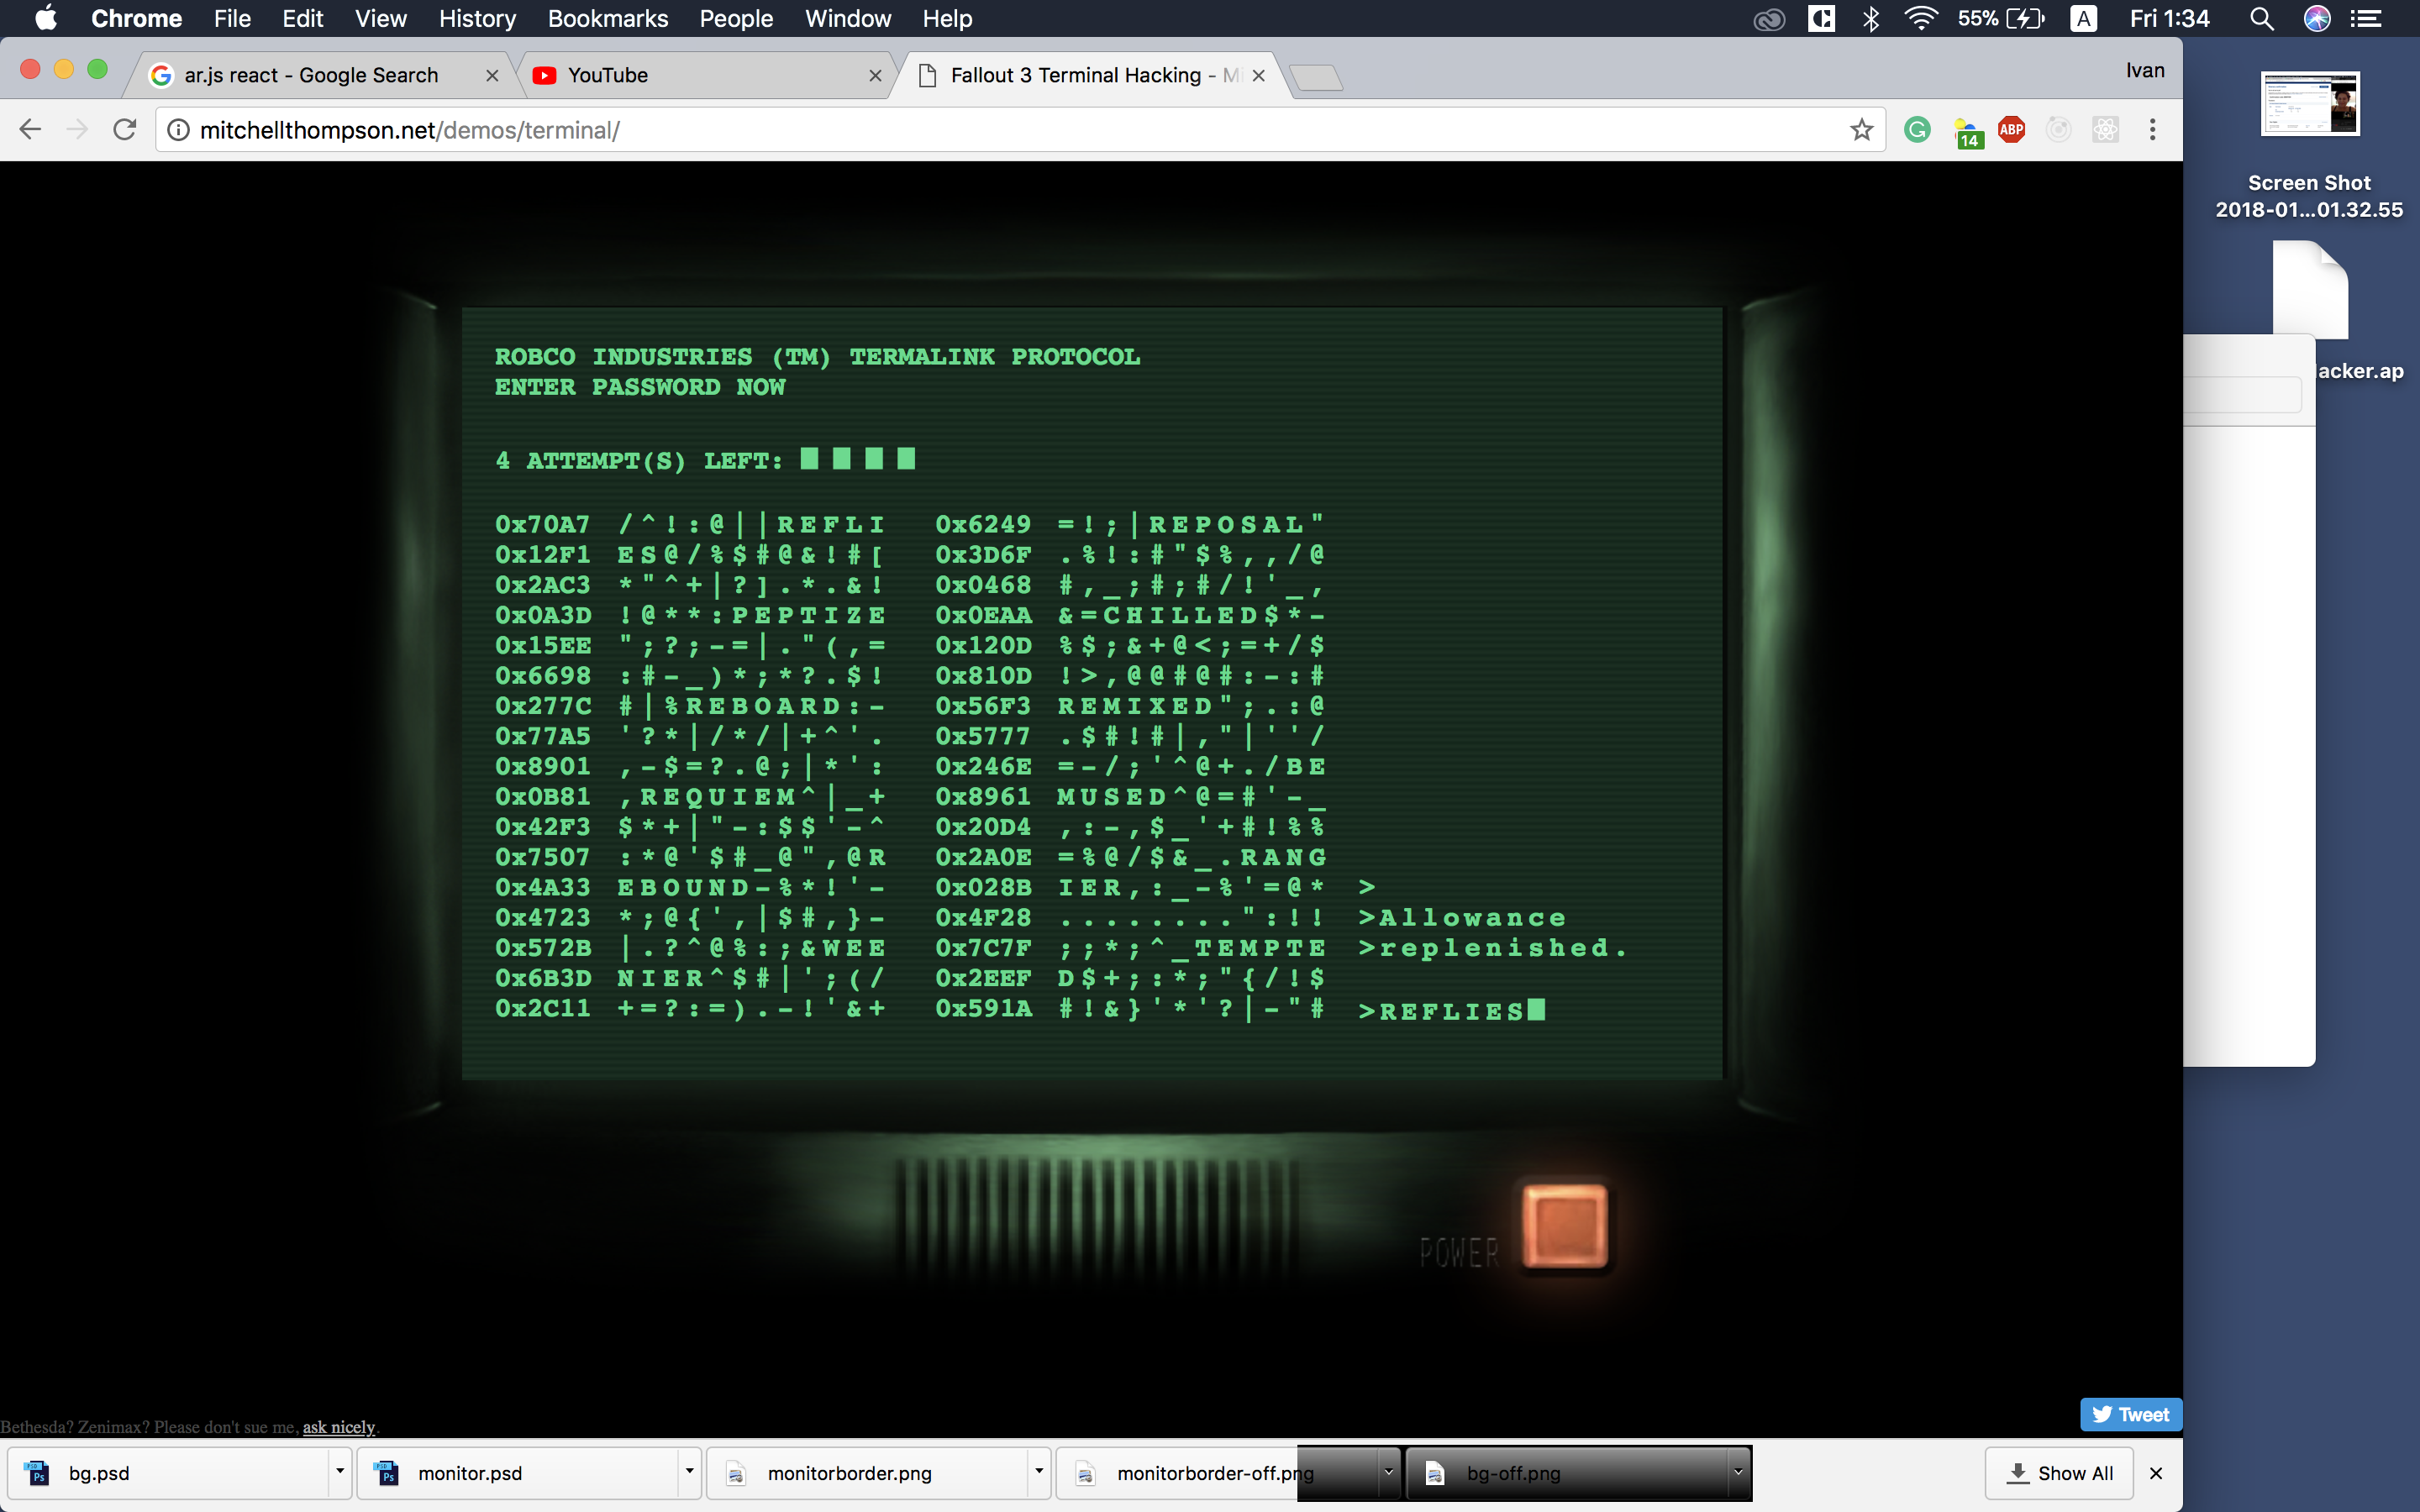 Chrome File Edit View History Bookmarks People Window Help 55% A Fri 1:34
ar.js react - Google Search YouTube Fallout 3 Terminal Hacking - Mi Ivan
mitchellthompson.net/demos/terminal/ 14 ABP
Screen Shot
2018-01...01.32.55
acker.ap
ROBCO INDUSTRIES (TM) TERMALINK PROTOCOL
ENTER PASSWORD NOW
4 ATTEMPT(S) LEFT: ■ ■ ■ ■
0x70A7 /^!:@||REFLI 0x6249 =!;|REPOSAL"
0x12F1 ES@/%$#@&!#[ 0x3D6F .%!:#"$%,,/@
0x2AC3 *"^+|?].*.&! 0x0468 #,_;#;#/!'_,
0x0A3D !@**:PEPTIZE 0x0EAA &=CHILLED$*-
0x15EE ";?;-=|."(,= 0x120D %$;&+@<;=+/$
0x6698 :#-_)*;*?.$! 0x810D !>,@@#@#:-:#
0x277C #|%REBOARD:- 0x56F3 REMIXED";.:@
0x77A5 '?*|/*/|+^'. 0x5777 .$#!#|,"|''/
0x8901 ,-$=?.@;|*': 0x246E =-/;'^@+./BE
0x0B81 ,REQUIEM^|_+ 0x8961 MUSED^@=#'-_
0x42F3 $*+|"-:$$'-^ 0x20D4 ,:-,$_'+#!%%
0x7507 :*@'$#_@",@R 0x2A0E =%@/$&_.RANG
0x4A33 EBOUND-%*!'- 0x028B IER,:_-%'=@* >
0x4723 *;@{',|$#,}- 0x4F28 ........":!! >Allowance
0x572B |.?^@%:;&WEE 0x7C7F ;;*;^_TEMPTE >replenished.
0x6B3D NIER^$#|';(/ 0x2EEF D$+;:*;"{/!$
0x2C11 +=?:=).-!'&+ 0x591A #!&}'*'?|-"# >REFLIES■
POWER
Tweet
Bethesda? Zenimax? Please don't sue me, ask nicely.
bg.psd monitor.psd monitorborder.png monitorborder-off.png bg-off.png Show All